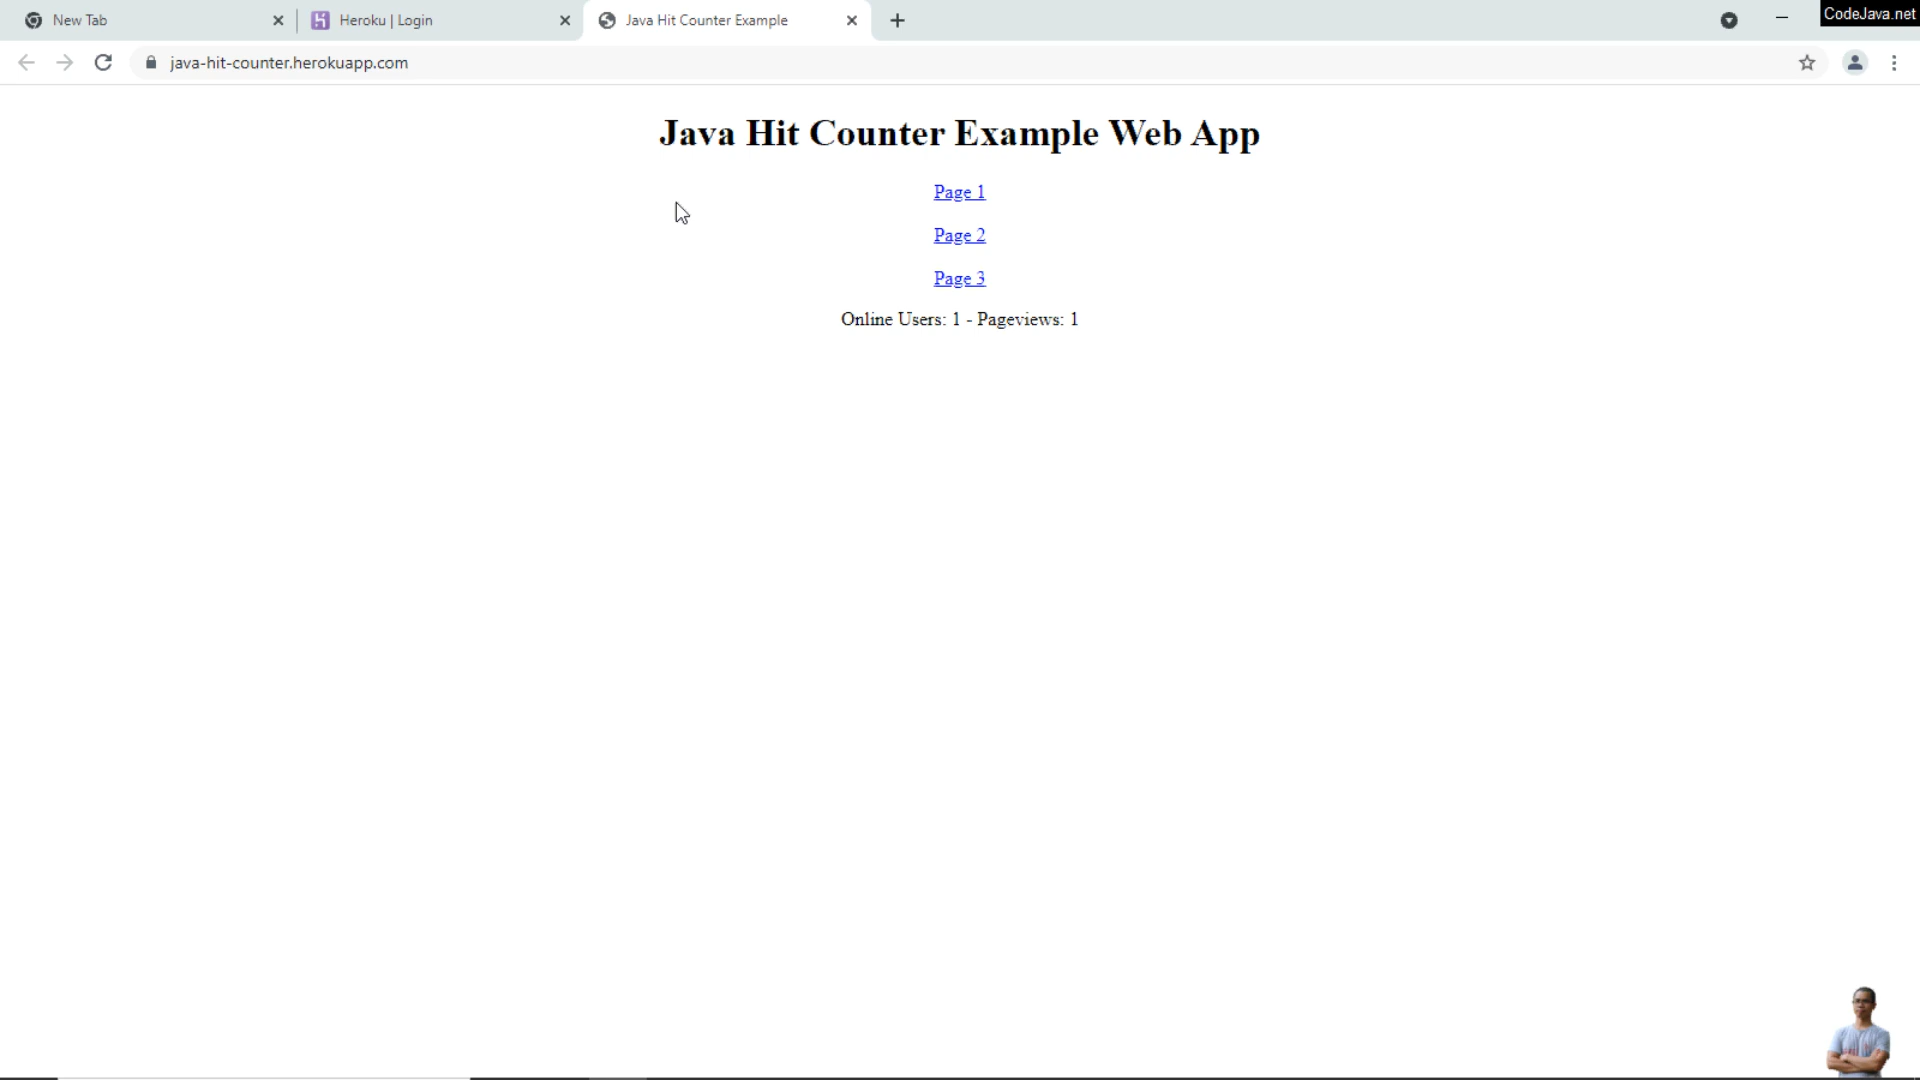 New Tab
Heroku | Login
Java Hit Counter Example
CodeJava.net
java-hit-counter.herokuapp.com
Java Hit Counter Example Web App
Page 1
Page 2
Page 3
Online Users: 1 - Pageviews: 1